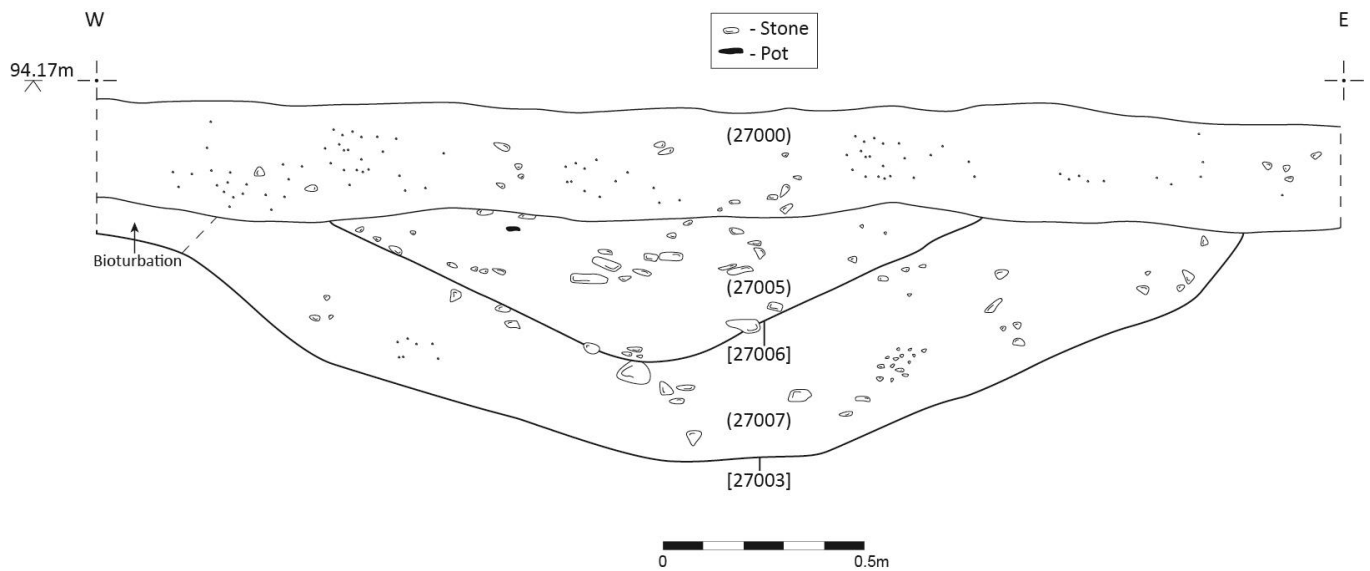 W
E
- Stone
- Pot
94.17m
(27000)
Bioturbation
(27005)
[27006]
(27007)
[27003]
0
0.5m